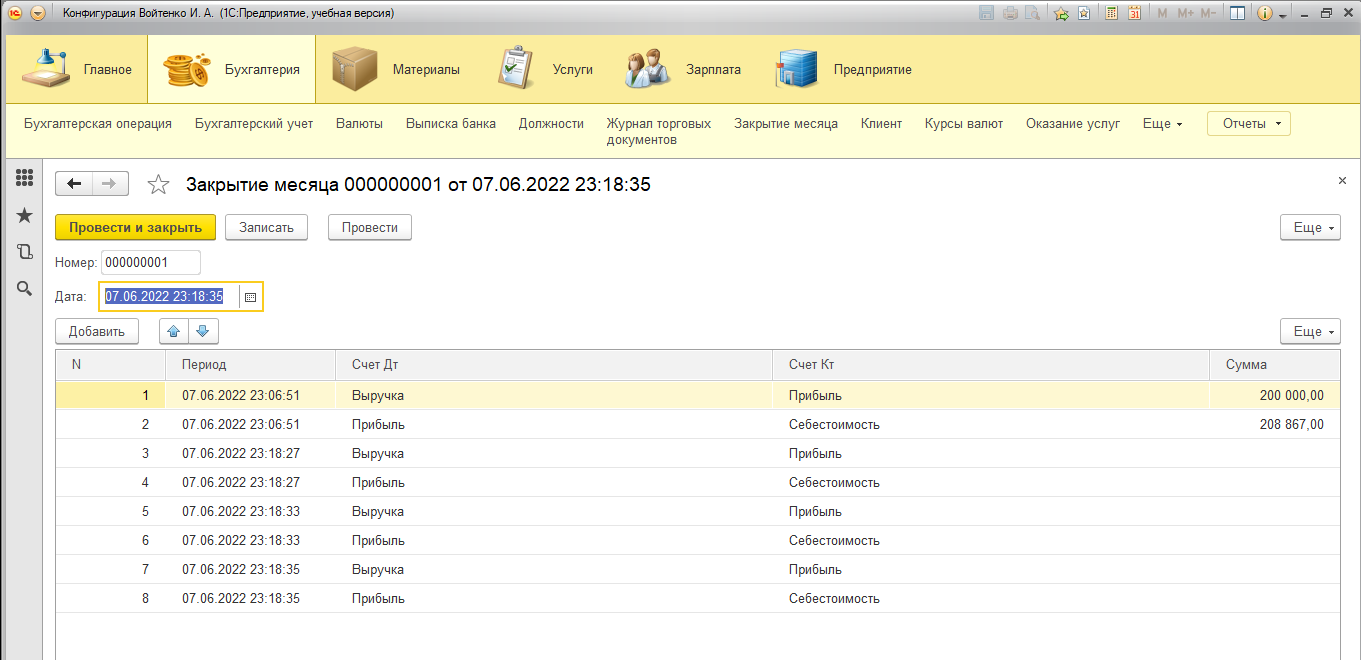 Конфигурация Войтенко И. А. (1С:Предприятие, учебная версия)
M M+ M-
Главное Бухгалтерия Материалы Услуги Зарплата Предприятие
Бухгалтерская операция Бухгалтерский учет Валюты Выписка банка Должности Журнал торговых документов Закрытие месяца Клиент Курсы валют Оказание услуг Еще Отчеты
Закрытие месяца 000000001 от 07.06.2022 23:18:35
Провести и закрыть Записать Провести Еще
Номер: 000000001
Дата: 07.06.2022 23:18:35
Добавить Еще
N Период Счет Дт Счет Кт Сумма
1 07.06.2022 23:06:51 Выручка Прибыль 200 000,00
2 07.06.2022 23:06:51 Прибыль Себестоимость 208 867,00
3 07.06.2022 23:18:27 Выручка Прибыль
4 07.06.2022 23:18:27 Прибыль Себестоимость
5 07.06.2022 23:18:33 Выручка Прибыль
6 07.06.2022 23:18:33 Прибыль Себестоимость
7 07.06.2022 23:18:35 Выручка Прибыль
8 07.06.2022 23:18:35 Прибыль Себестоимость